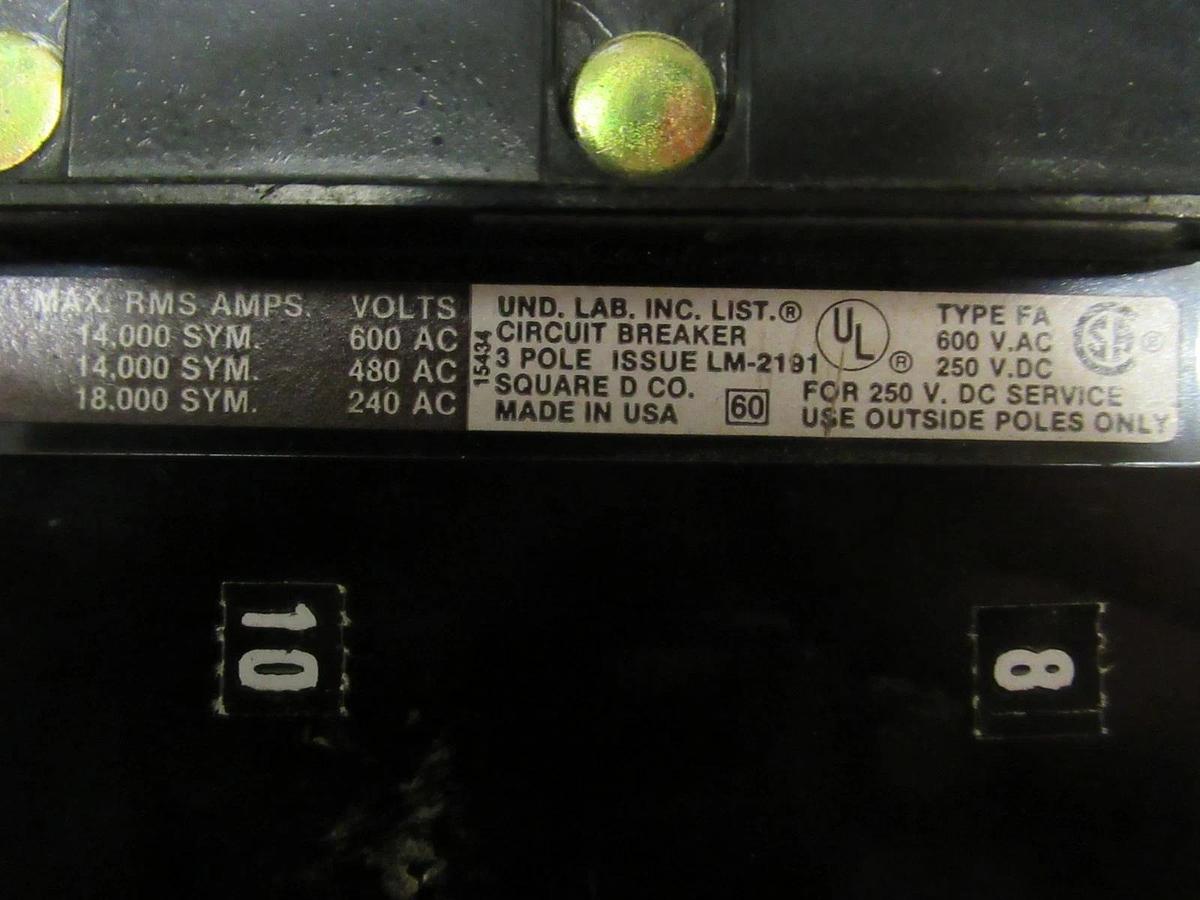 MAX. RMS AMPS. VOLTS
14,000 SYM. 600 AC
14,000 SYM. 480 AC
18,000 SYM. 240 AC
15434
UND. LAB. INC. LIST.®
CIRCUIT BREAKER
3 POLE ISSUE LM-2191
SQUARE D CO.
MADE IN USA
60
UL ®
TYPE FA
600 V.AC
250 V.DC
SA ®
FOR 250 V. DC SERVICE
USE OUTSIDE POLES ONLY
10
8